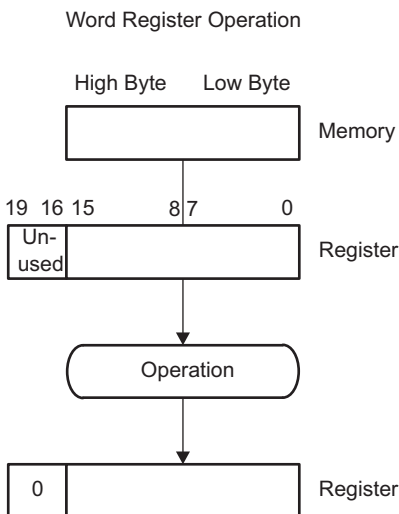 Word Register Operation
High Byte Low Byte
Memory
19 16 15 8 7 0
Un-
used
Register
Operation
0
Register